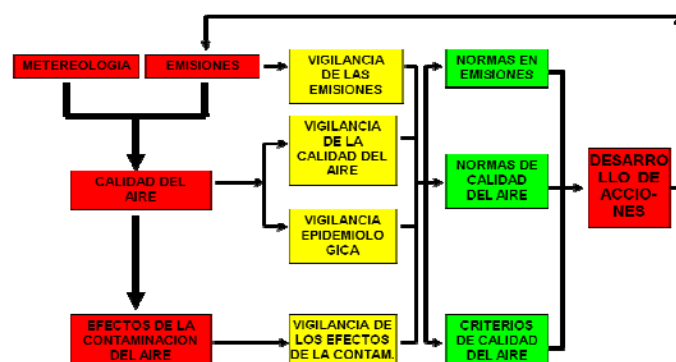 METEREOLOGIA
EMISIONES
VIGILANCIA
DE LAS
EMISIONES
NORMAS EN
EMISIONES
VIGILANCIA
DE LA
CALIDAD DEL
AIRE
CALIDAD DEL
AIRE
NORMAS DE
CALIDAD
DEL AIRE
DESARRO
LLO DE
ACCIO-
NES
VIGILANCIA
EPIDEMIOLO
GICA
EFECTOS DE LA
CONTAMINACION
DEL AIRE
VIGILANCIA DE
LOS EFECTOS
DE LA CONTAM.
CRITERIOS
DE CALIDAD
DEL AIRE